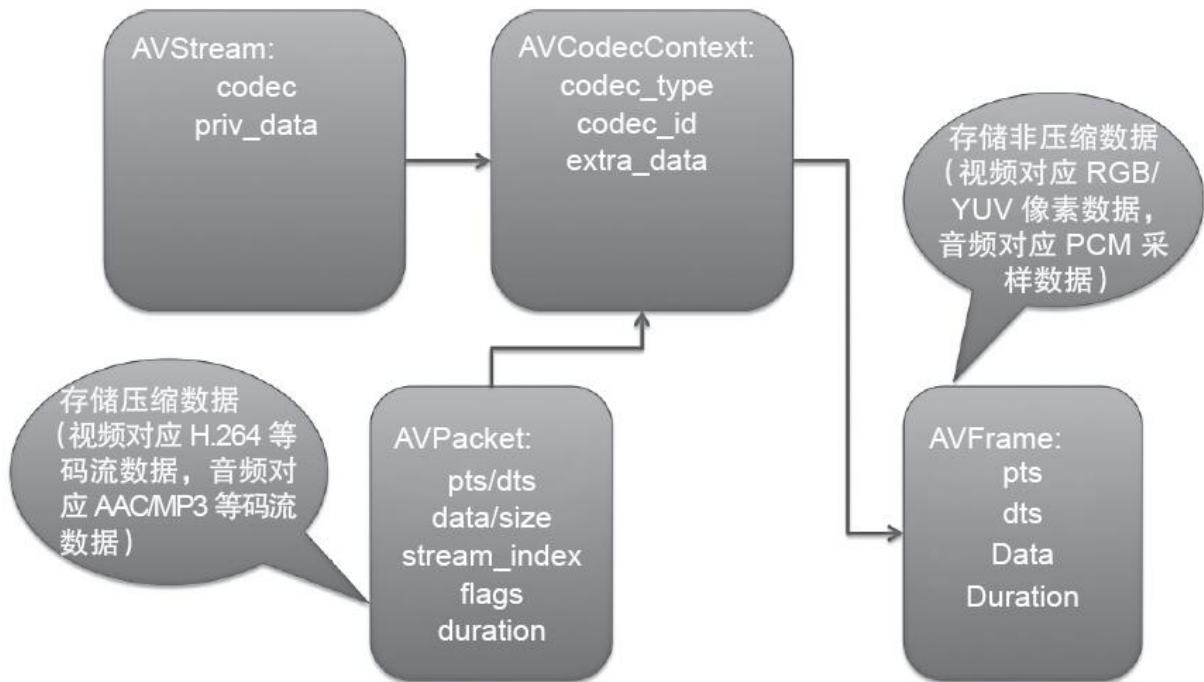 AVStream:
codec
priv_data
AVCodecContext:
codec_type
codec_id
extra_data
存储非压缩数据
（视频对应 RGB/
YUV 像素数据，
音频对应 PCM 采
样数据）
存储压缩数据
（视频对应 H.264 等
码流数据，音频对
应 AAC/MP3 等码流
数据）
AVPacket:
pts/dts
data/size
stream_index
flags
duration
AVFrame:
pts
dts
Data
Duration